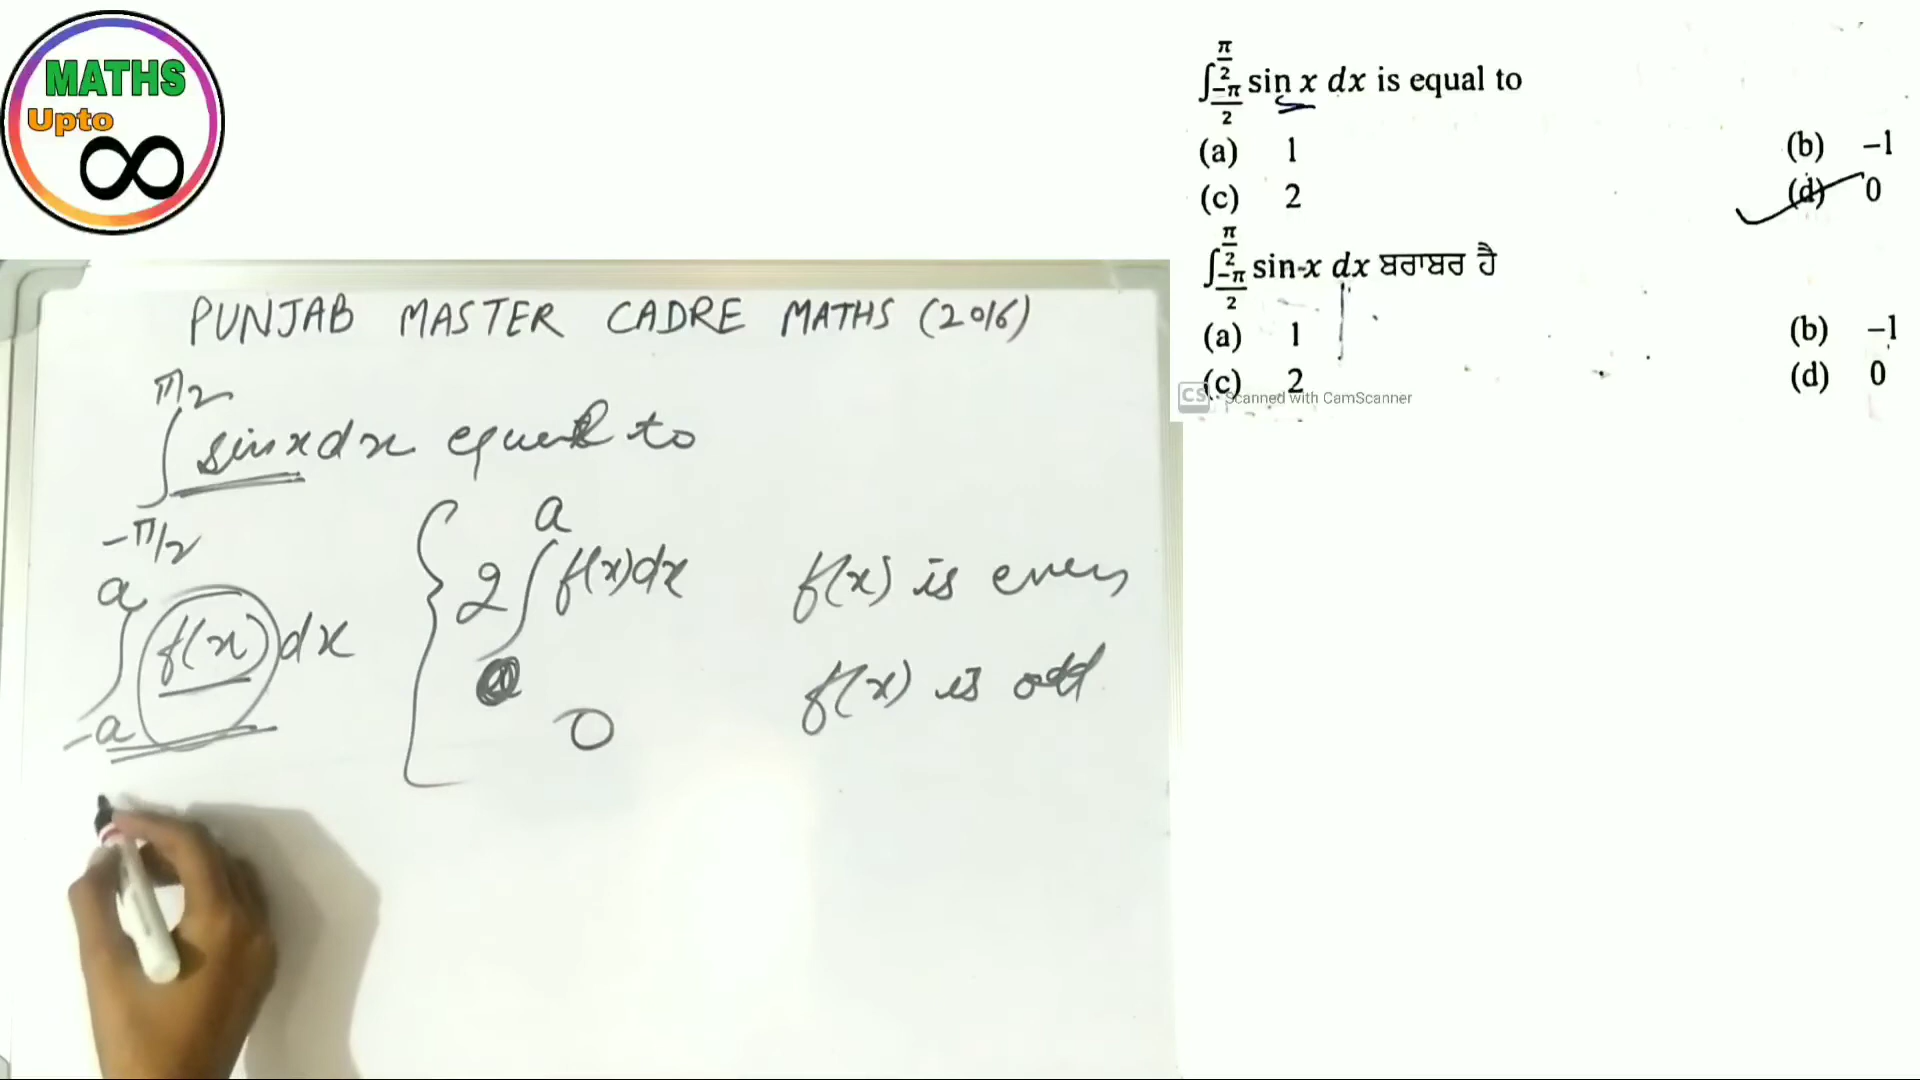 MATHS
Upto
∞
∫_{-π/2}^{π/2} sin x dx is equal to
(a) 1 (b) –1
(c) 2 (d) 0
∫_{-π/2}^{π/2} sin x dx ਬਰਾਬਰ ਹੈ
(a) 1 (b) –1
(c) 2 (d) 0
CS Scanned with CamScanner
PUNJAB MASTER CADRE MATHS (2016)
∫_{-π/2}^{π/2} sinx dx equal to
∫_{-a}^{a} f(x) dx { 2 ∫^{a} f(x)dx f(x) is even
0 f(x) is odd